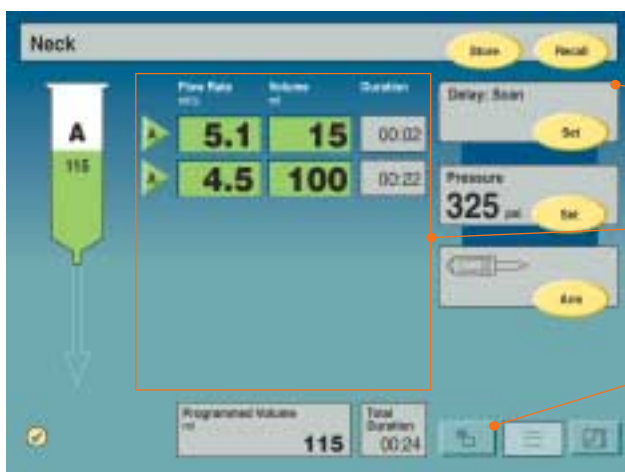 Neck
Store
Recall
Flow Rate
Volume
Duration
ml
Delay: Scan
Set
A
115
A
5.1
15
00:02
A
4.5
100
00:22
Pressure
325
psi
Set
Arm
Programmed Volume
ml
115
Total
Duration
00:24